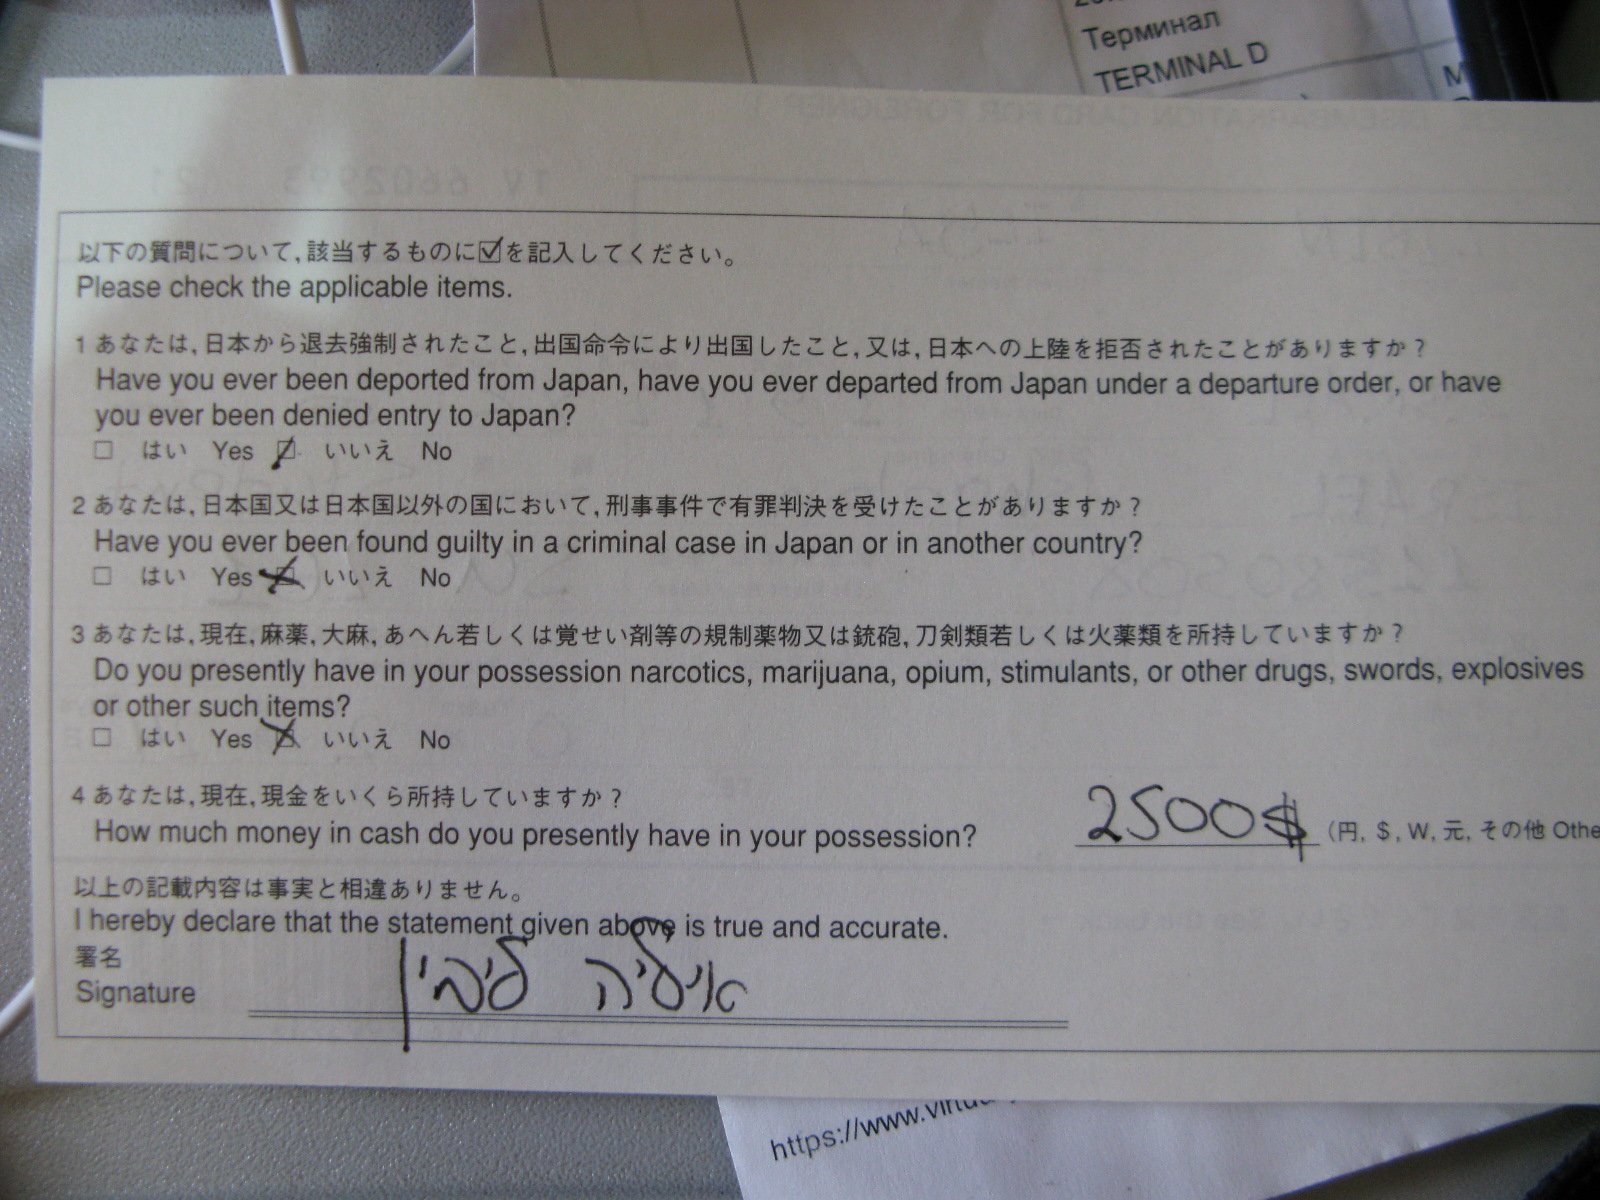 Терминал
TERMINAL D
以下の質問について,該当するものに☑を記入してください。
Please check the applicable items.
1 あなたは,日本から退去強制されたこと,出国命令により出国したこと,又は,日本への上陸を拒否されたことがありますか?
Have you ever been deported from Japan, have you ever departed from Japan under a departure order, or have
you ever been denied entry to Japan?
□ はい Yes ☑ いいえ No
2 あなたは,日本国又は日本国以外の国において,刑事事件で有罪判決を受けたことがありますか?
Have you ever been found guilty in a criminal case in Japan or in another country?
□ はい Yes ☒ いいえ No
3 あなたは,現在,麻薬,大麻,あへん若しくは覚せい剤等の規制薬物又は銃砲,刀剣類若しくは火薬類を所持していますか?
Do you presently have in your possession narcotics, marijuana, opium, stimulants, or other drugs, swords, explosives
or other such items?
□ はい Yes ☒ いいえ No
4 あなたは,現在,現金をいくら所持していますか?
How much money in cash do you presently have in your possession? 2500$ (円, $, W, 元, その他 Othe
以上の記載内容は事実と相違ありません。
I hereby declare that the statement given above is true and accurate.
署名
Signature איליה ליבין
https://www.virtu